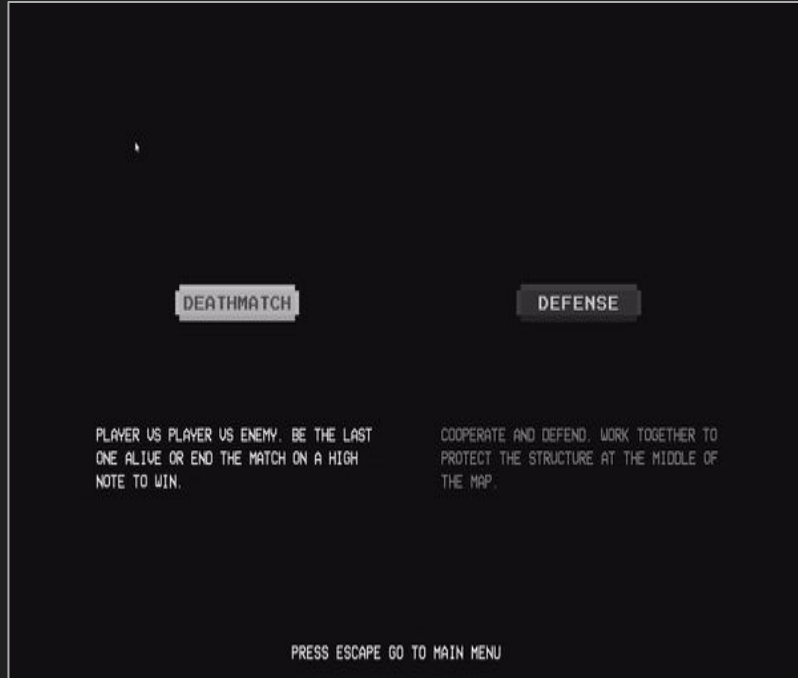 DEATHMATCH
DEFENSE
PLAYER VS PLAYER VS ENEMY. BE THE LAST
ONE ALIVE OR END THE MATCH ON A HIGH
NOTE TO WIN.
COOPERATE AND DEFEND. WORK TOGETHER TO
PROTECT THE STRUCTURE AT THE MIDDLE OF
THE MAP.
PRESS ESCAPE GO TO MAIN MENU